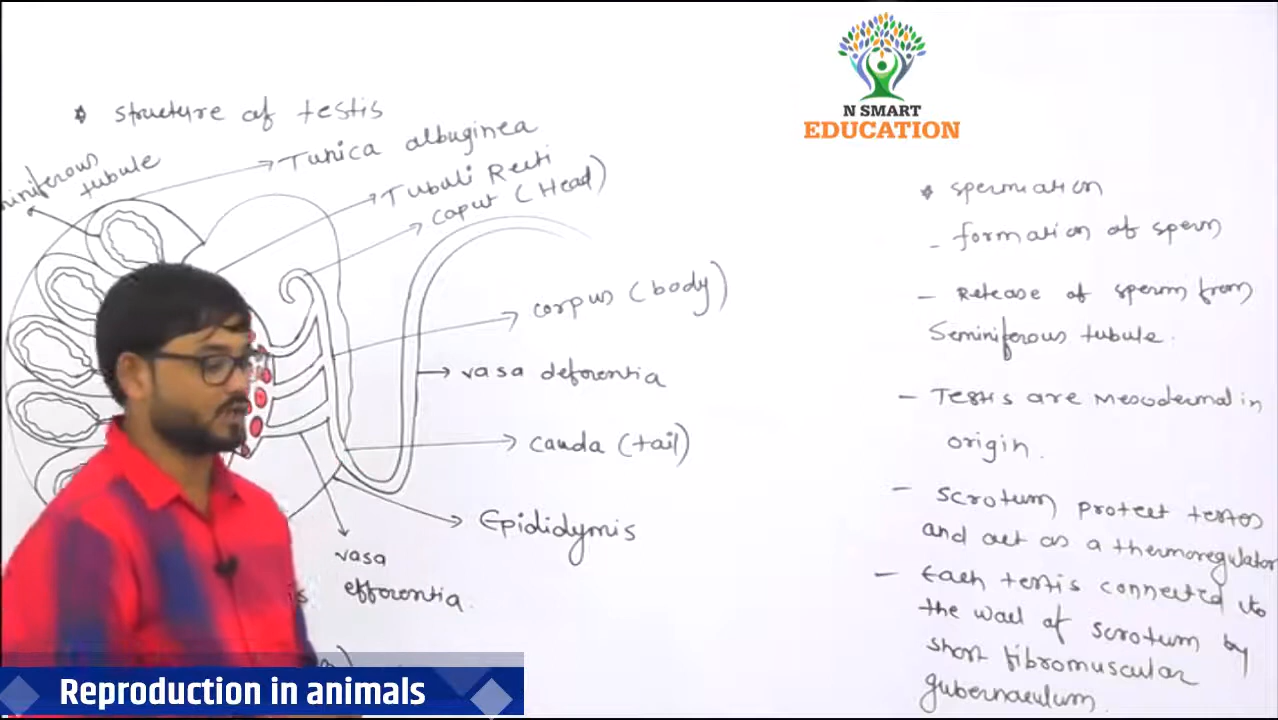 N SMART
EDUCATION
structure of testis
tubule
Tunica albuginea
Tubuli Recti
caput (Head)
corpus (body)
vasa deferentia
cauda (tail)
Epididymis
vasa
efferentia.
spermiation
- formation of sperm
- Release of sperm from
Seminiferous tubule.
- Testis are Mesodermal in
origin.
- Scrotum protect testes
and act as a thermoregulator
- Each testis connected to
the wall of scrotum by
short fibromuscular
gubernaculum.
Reproduction in animals